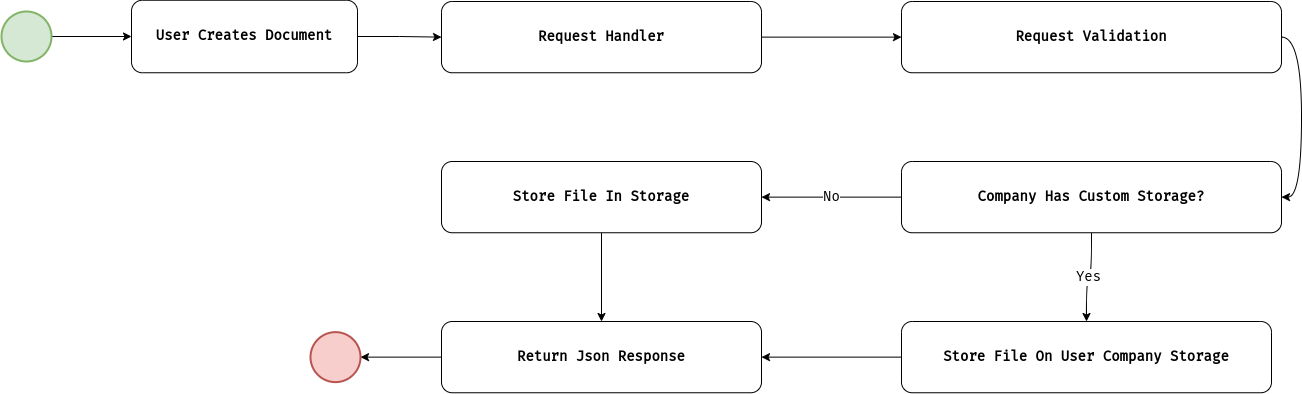 User Creates Document
Request Handler
Request Validation
Store File In Storage
No
Company Has Custom Storage?
Yes
Return Json Response
Store File On User Company Storage